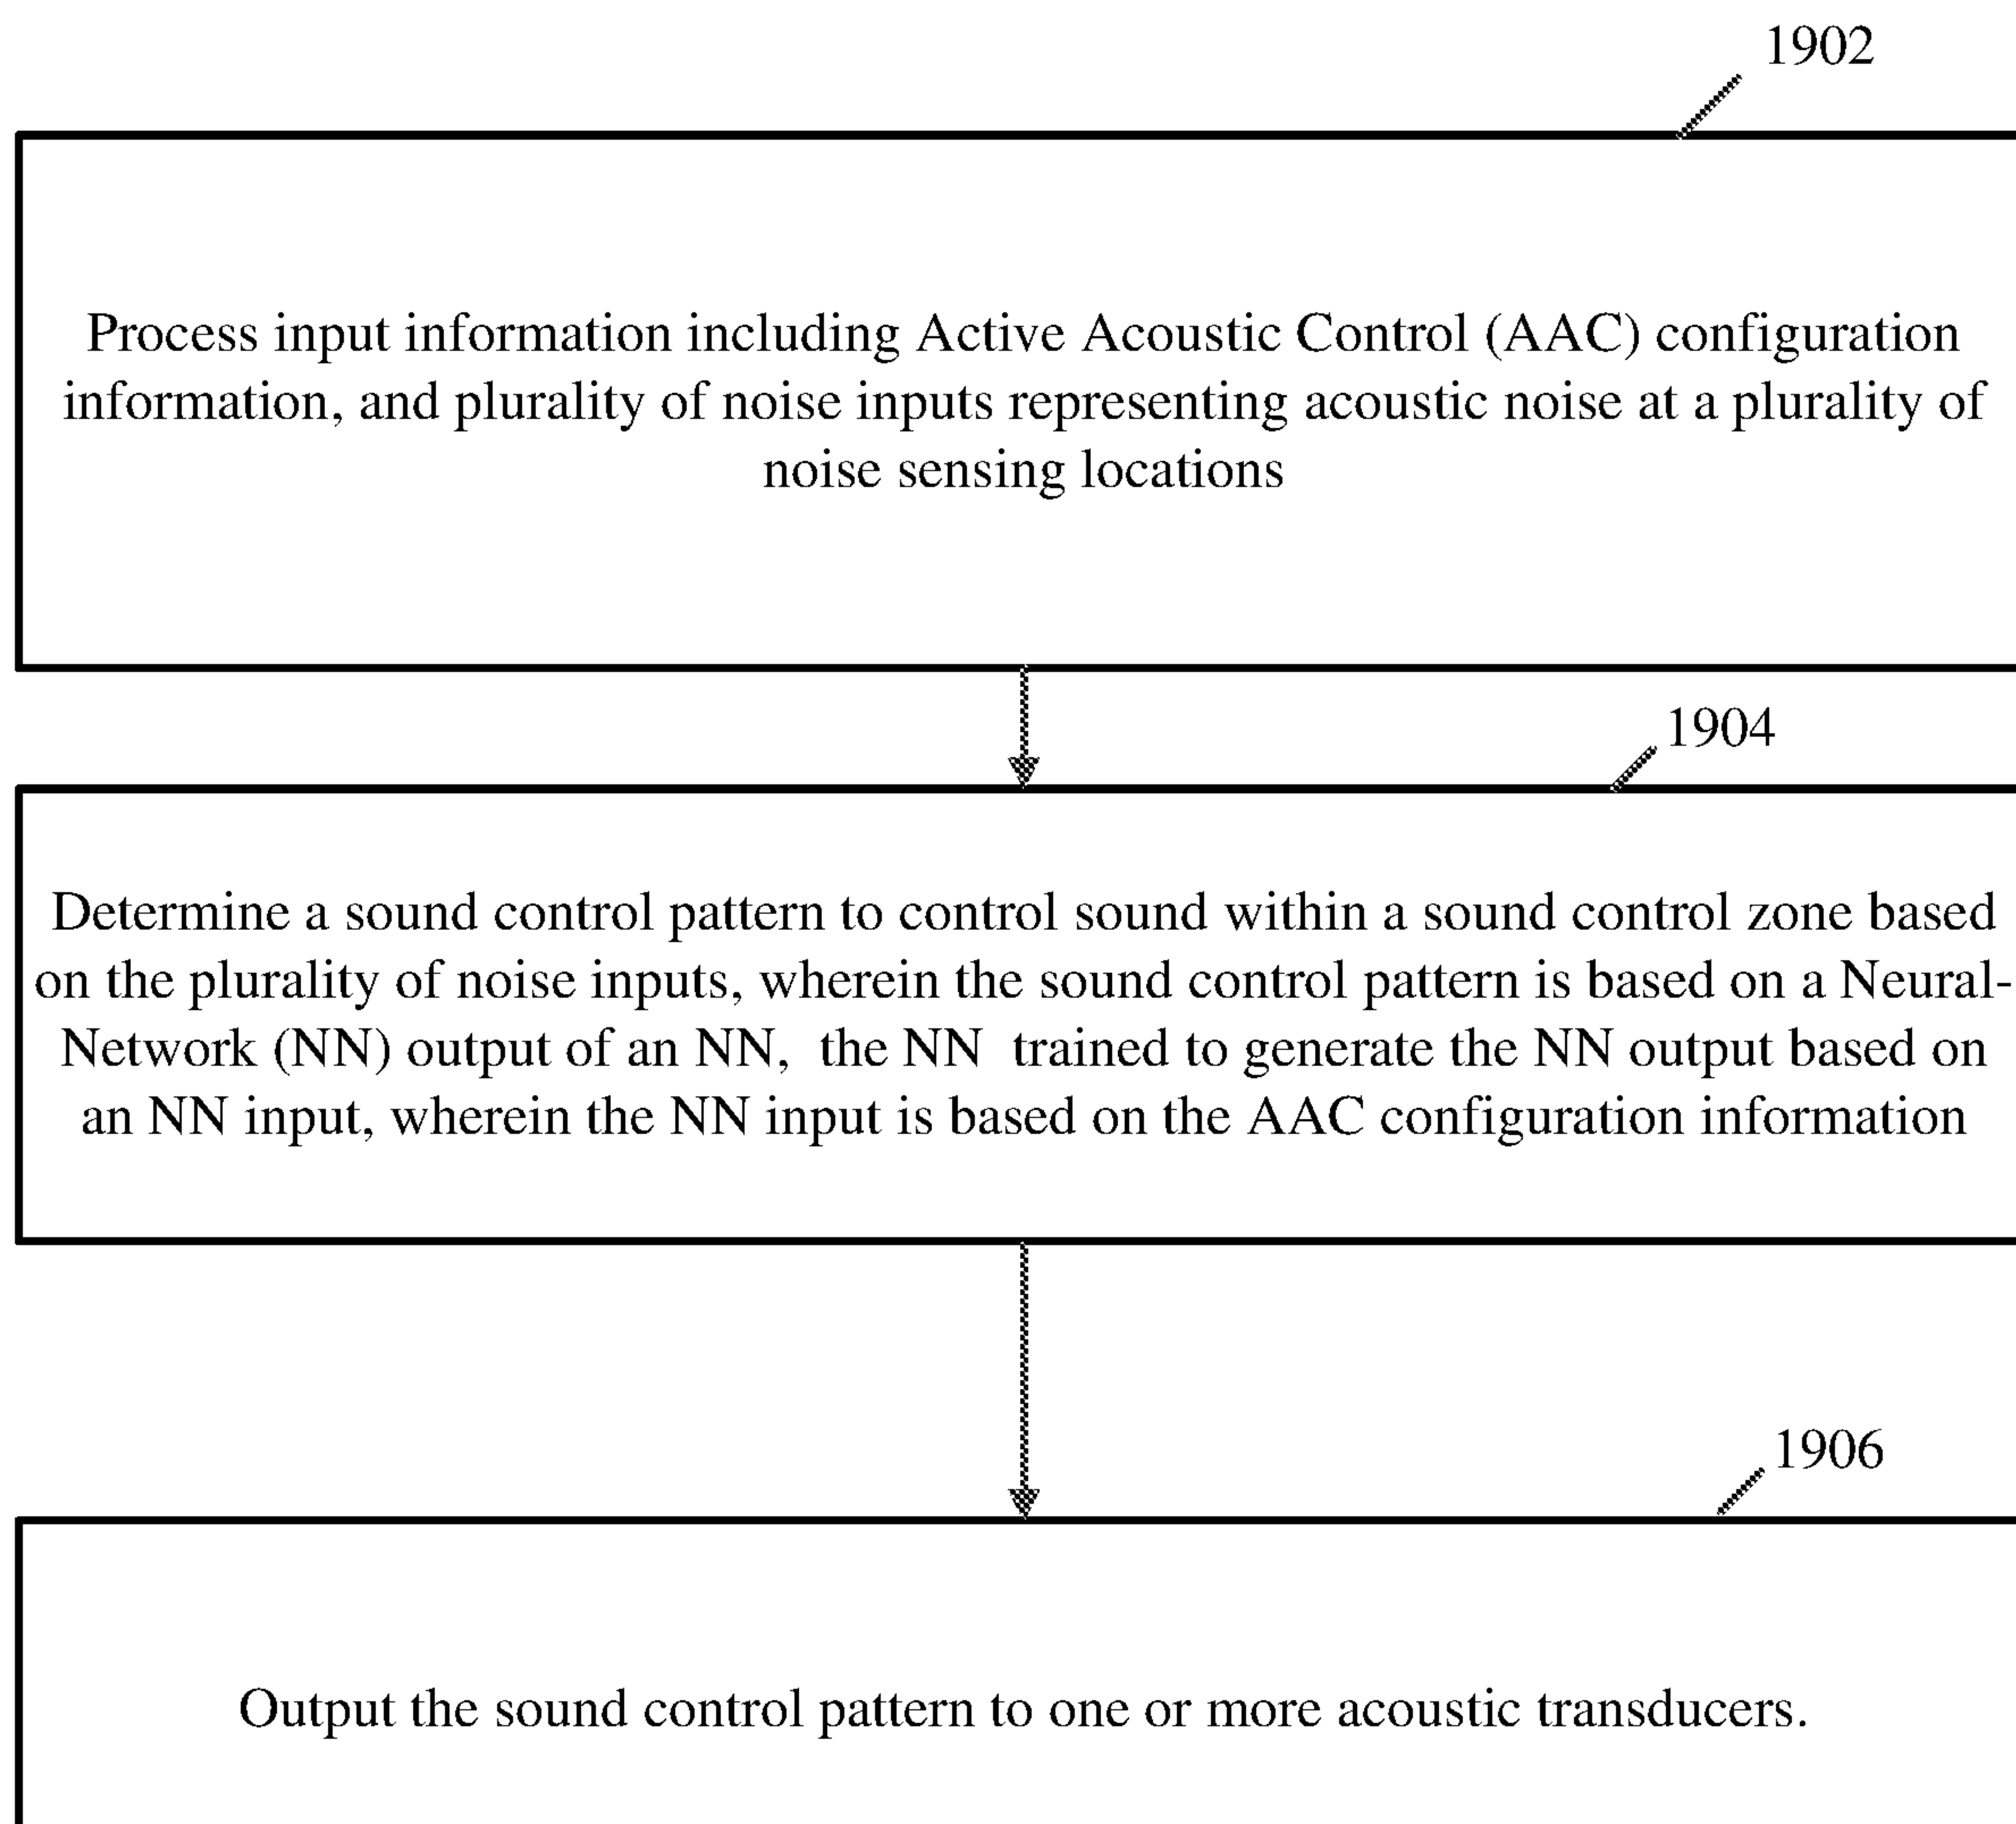 1902
Process input information including Active Acoustic Control (AAC) configuration
information, and plurality of noise inputs representing acoustic noise at a plurality of
noise sensing locations
1904
Determine a sound control pattern to control sound within a sound control zone based
on the plurality of noise inputs, wherein the sound control pattern is based on a Neural-
Network (NN) output of an NN, the NN trained to generate the NN output based on
an NN input, wherein the NN input is based on the AAC configuration information
1906
Output the sound control pattern to one or more acoustic transducers.